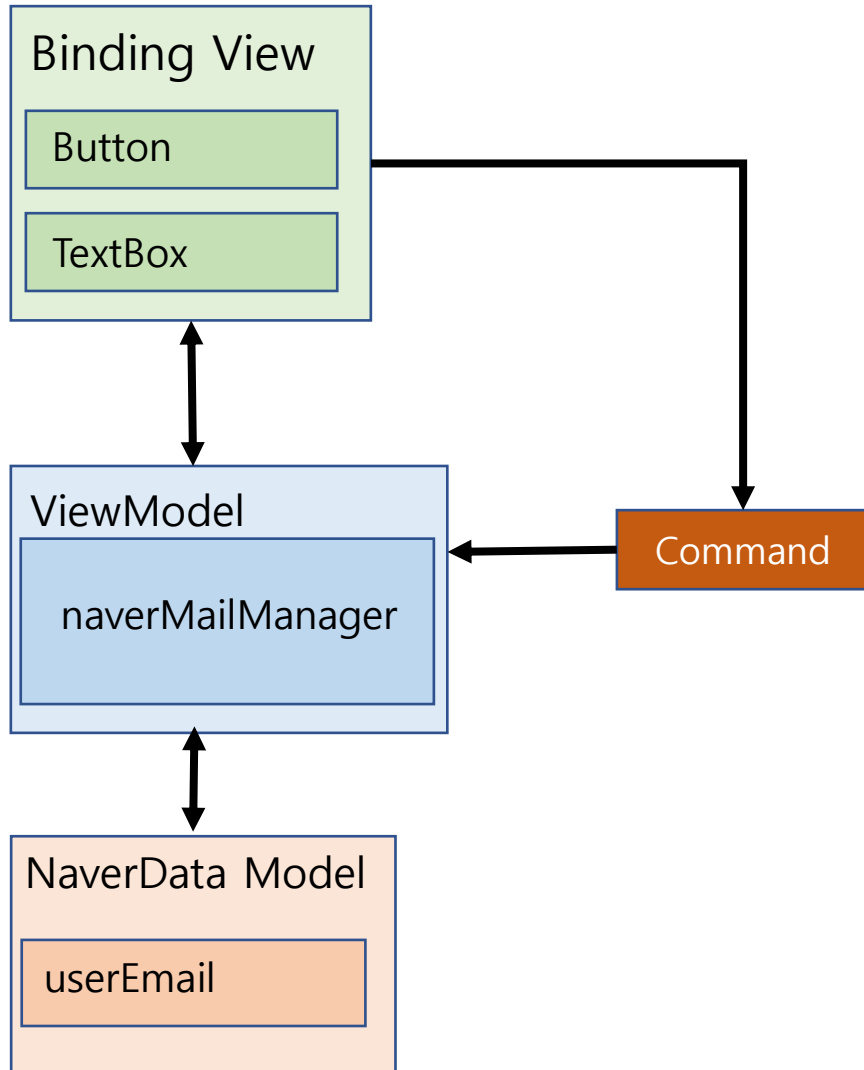 Binding View
Button
TextBox
ViewModel
naverMailManager
Command
NaverData Model
userEmail